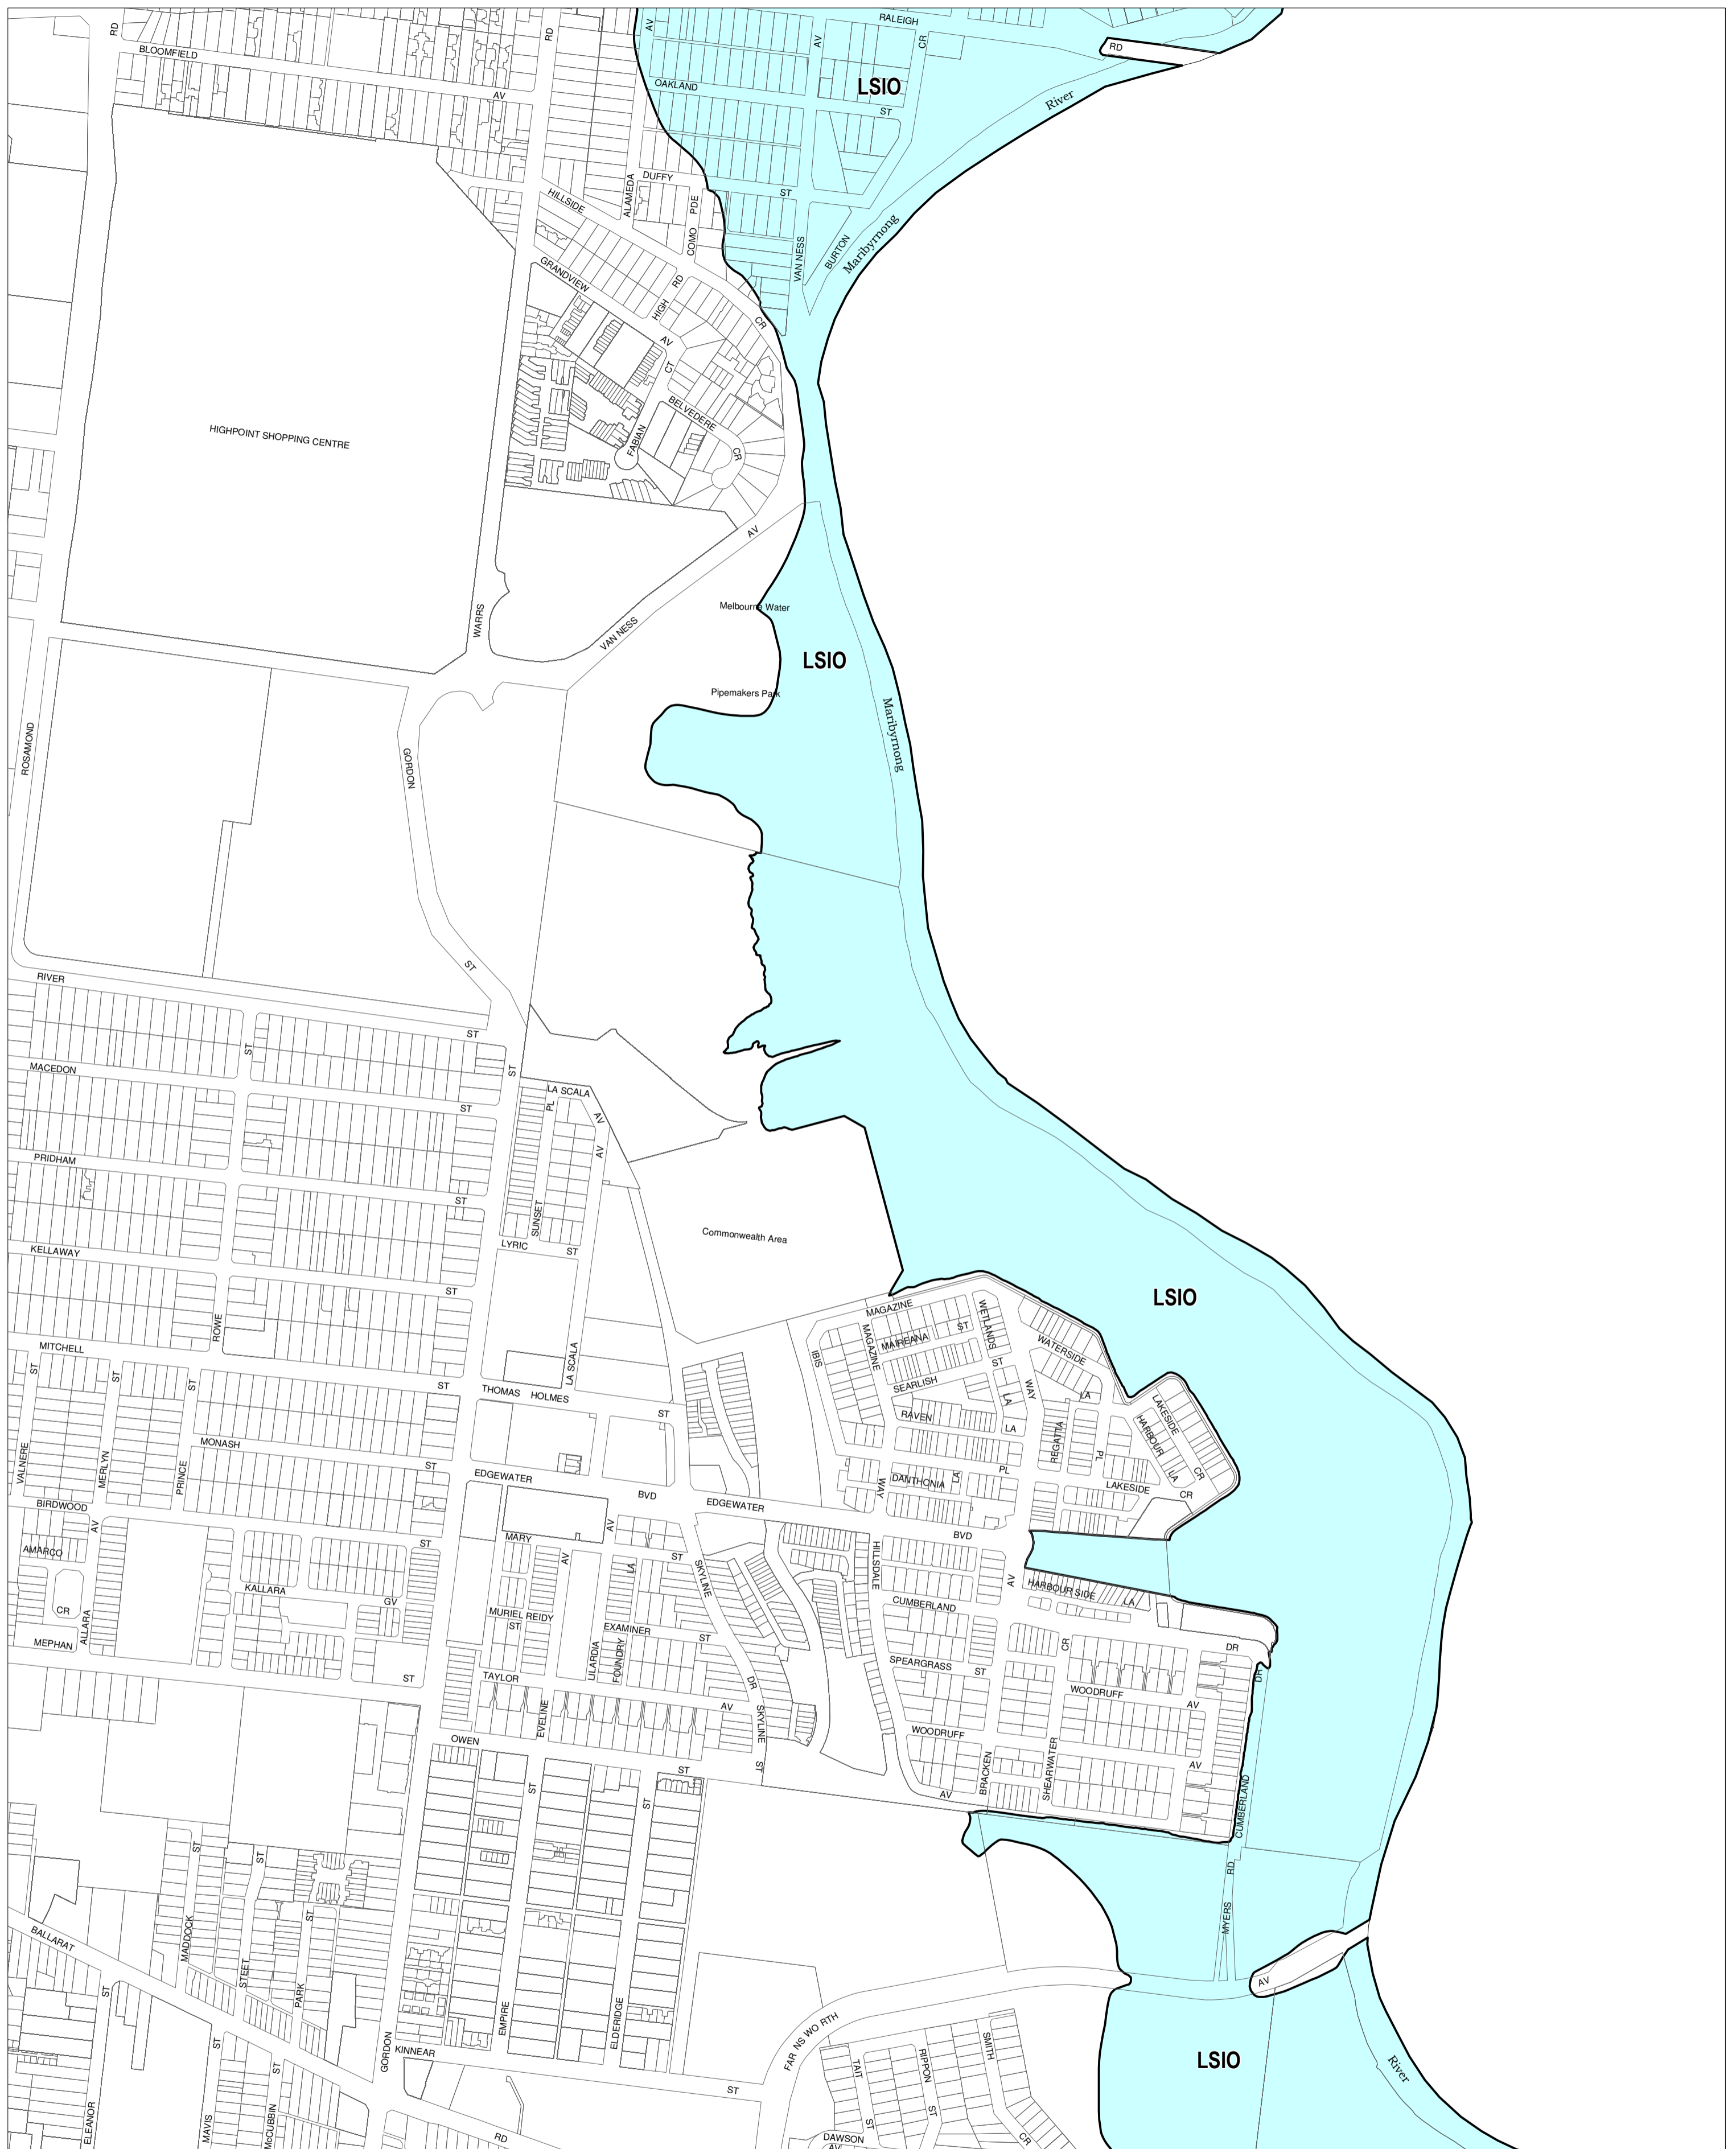 RALEIGH
RD
AV
AV
CR
RD
RD
BLOOMFIELD
AV
OAKLAND
LSIO
ST
River
DUFFY
ST
HILLSIDE
ALAMEDA
COMO PDE
VAN NESS
BURTON
Maribyrnong
GRANDVIEW
HIGH RD
CR
AV
CT
BELVEDERE
CR
FABIAN
HIGHPOINT SHOPPING CENTRE
AV
WARRS
VAN NESS
Melbourne Water
LSIO
Pipemakers Park
Maribyrnong
ROSAMOND
GORDON
ST
RIVER
ST
ST
ST
MACEDON
ST
LA SCALA
PL
AV
AV
PRIDHAM
ST
SUNSET
LYRIC
ST
KELLAWAY
ST
Commonwealth Area
LSIO
ROWE
MITCHELL
ST
ST
ST
ST
LA SCALA
THOMAS HOLMES
ST
MAGAZINE
MAGAZINE
MAIREANA
ST
WETLANDS
WATERSIDE
IBIS
ST
SEARLISH
LA
WAY
LA
RAVEN
LA
REGATTA
PL
LAKESIDE
HARBOUR
LA
CR
VALNERE
MERLYN
PRINCE
MONASH
ST
EDGEWATER
BVD
EDGEWATER
BVD
DANTHONIA
LA
PL
WAY
LAKESIDE
CR
BIRDWOOD
AV
ST
AMARCO
CR
ALLARA
MEPHAN
KALLARA
GV
ST
MARY
AV
AV
ST
LA
SKYLINE
HILLSDALE
AV
HARBOUR SIDE
LA
MURIEL REIDY
ST
EXAMINER
ST
LILARDIA
FOUNDRY
CUMBERLAND
CR
DR
DR
SPEARGRASS
ST
TAYLOR
AV
DR
SKYLINE
ST
EVELINE
WOODRUFF
AV
WOODRUFF
AV
OWEN
ST
ST
ST
BRACKEN
SHEARWATER
AV
CUMBERLAND
RD
MYERS
ST
ST
ST
BALLARAT
MADDOCK
STEET
PARK
ST
ST
EMPIRE
ELDERIDGE
AV
FAR NS WO RTH
GORDON
KINNEAR
ST
TAIT
RIPPON
SMITH
LSIO
River
ST
ST
ELEANOR
MAVIS
McCUBBIN
RD
ST
ST
CR
DAWSON
AV